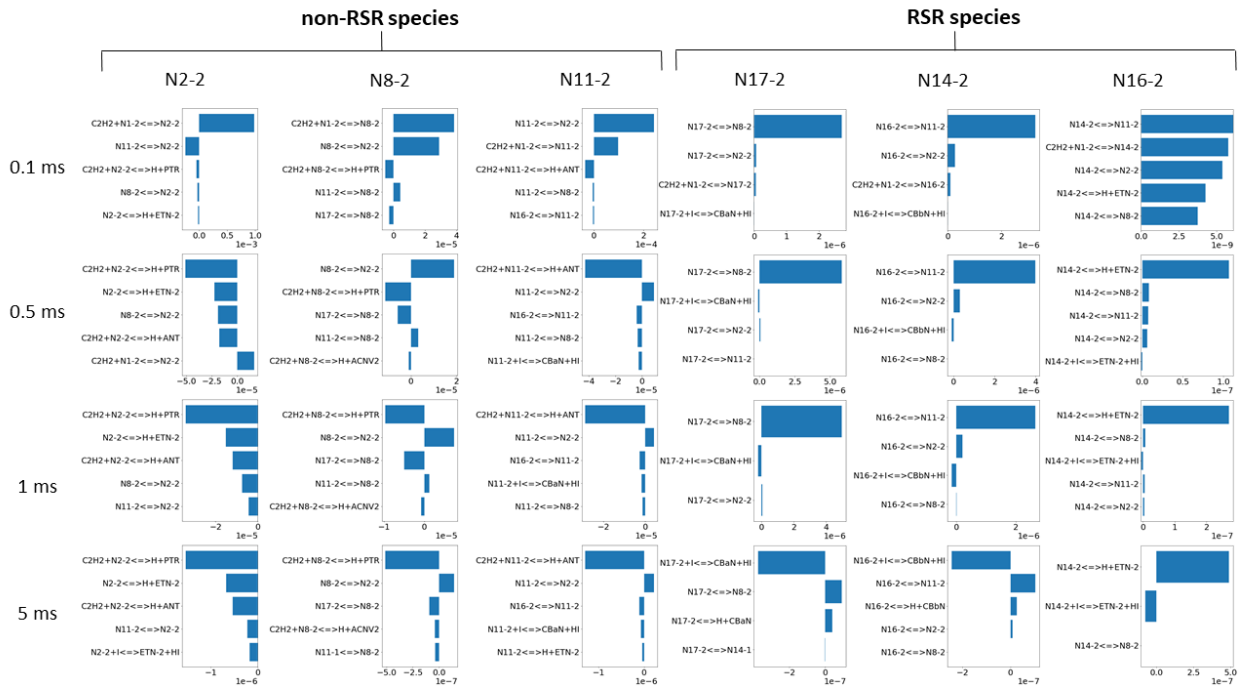 non-RSR species
RSR species
N2-2
N8-2
N11-2
N17-2
N14-2
N16-2
0.1 ms
C2H2+N1-2<=>N2-2
N11-2<=>N2-2
C2H2+N2-2<=>H+PTR
N8-2<=>N2-2
N2-2<=>H+ETN-2
0.0 0.5 1.0
1e−3
C2H2+N1-2<=>N8-2
N8-2<=>N2-2
C2H2+N8-2<=>H+PTR
N11-2<=>N8-2
N17-2<=>N8-2
0 2 4
1e−5
N11-2<=>N2-2
C2H2+N1-2<=>N11-2
C2H2+N11-2<=>H+ANT
N11-2<=>N8-2
N16-2<=>N11-2
0 2
1e−4
N17-2<=>N8-2
N17-2<=>N2-2
C2H2+N1-2<=>N17-2
N17-2+I<=>CBaN+HI
0 1 2
1e−6
N16-2<=>N11-2
N16-2<=>N2-2
C2H2+N1-2<=>N16-2
N16-2+I<=>CBbN+HI
0 2
1e−6
N14-2<=>N11-2
C2H2+N1-2<=>N14-2
N14-2<=>N2-2
N14-2<=>H+ETN-2
N14-2<=>N8-2
0.0 2.5 5.0
1e−9
0.5 ms
C2H2+N2-2<=>H+PTR
N2-2<=>H+ETN-2
N8-2<=>N2-2
C2H2+N2-2<=>H+ANT
C2H2+N1-2<=>N2-2
−5.0 −2.5 0.0
1e−5
N8-2<=>N2-2
C2H2+N8-2<=>H+PTR
N17-2<=>N8-2
N11-2<=>N8-2
C2H2+N8-2<=>H+ACNV2
0 2
1e−5
C2H2+N11-2<=>H+ANT
N11-2<=>N2-2
N16-2<=>N11-2
N11-2<=>N8-2
N11-2+I<=>CBaN+HI
−4 −2 0
1e−5
N17-2<=>N8-2
N17-2+I<=>CBaN+HI
N17-2<=>N2-2
N17-2<=>N11-2
0.0 2.5 5.0
1e−6
N16-2<=>N11-2
N16-2<=>N2-2
N16-2+I<=>CBbN+HI
N16-2<=>N8-2
0 2 4
1e−6
N14-2<=>H+ETN-2
N14-2<=>N8-2
N14-2<=>N11-2
N14-2<=>N2-2
N14-2+I<=>ETN-2+HI
0.0 0.5 1.0
1e−7
1 ms
C2H2+N2-2<=>H+PTR
N2-2<=>H+ETN-2
C2H2+N2-2<=>H+ANT
N8-2<=>N2-2
N11-2<=>N2-2
−2 0
1e−5
C2H2+N8-2<=>H+PTR
N8-2<=>N2-2
N17-2<=>N8-2
N11-2<=>N8-2
C2H2+N8-2<=>H+ACNV2
−1 0
1e−5
C2H2+N11-2<=>H+ANT
N11-2<=>N2-2
N16-2<=>N11-2
N11-2+I<=>CBaN+HI
N11-2<=>N8-2
−2 0
1e−5
N17-2<=>N8-2
N17-2+I<=>CBaN+HI
N17-2<=>N2-2
0 2 4
1e−6
N16-2<=>N11-2
N16-2<=>N2-2
N16-2+I<=>CBbN+HI
N16-2<=>N8-2
0 2
1e−6
N14-2<=>H+ETN-2
N14-2<=>N8-2
N14-2+I<=>ETN-2+HI
N14-2<=>N11-2
N14-2<=>N2-2
0 1 2
1e−7
5 ms
C2H2+N2-2<=>H+PTR
N2-2<=>H+ETN-2
C2H2+N2-2<=>H+ANT
N11-2<=>N2-2
N2-2+I<=>ETN-2+HI
−1 0
1e−6
C2H2+N8-2<=>H+PTR
N8-2<=>N2-2
N17-2<=>N8-2
C2H2+N8-2<=>H+ACNV2
N11-1<=>N8-2
−5.0 −2.5 0.0
1e−7
C2H2+N11-2<=>H+ANT
N11-2<=>N2-2
N16-2<=>N11-2
N11-2+I<=>CBaN+HI
N11-2<=>H+ETN-2
−1 0
1e−6
N17-2+I<=>CBaN+HI
N17-2<=>N8-2
N17-2<=>H+CBaN
N17-2<=>N14-1
−2 0
1e−7
N16-2+I<=>CBbN+HI
N16-2<=>N11-2
N16-2<=>H+CBbN
N16-2<=>N2-2
N16-2<=>N8-2
−2 0
1e−7
N14-2<=>H+ETN-2
N14-2+I<=>ETN-2+HI
N14-2<=>N8-2
0.0 2.5 5.0
1e−8